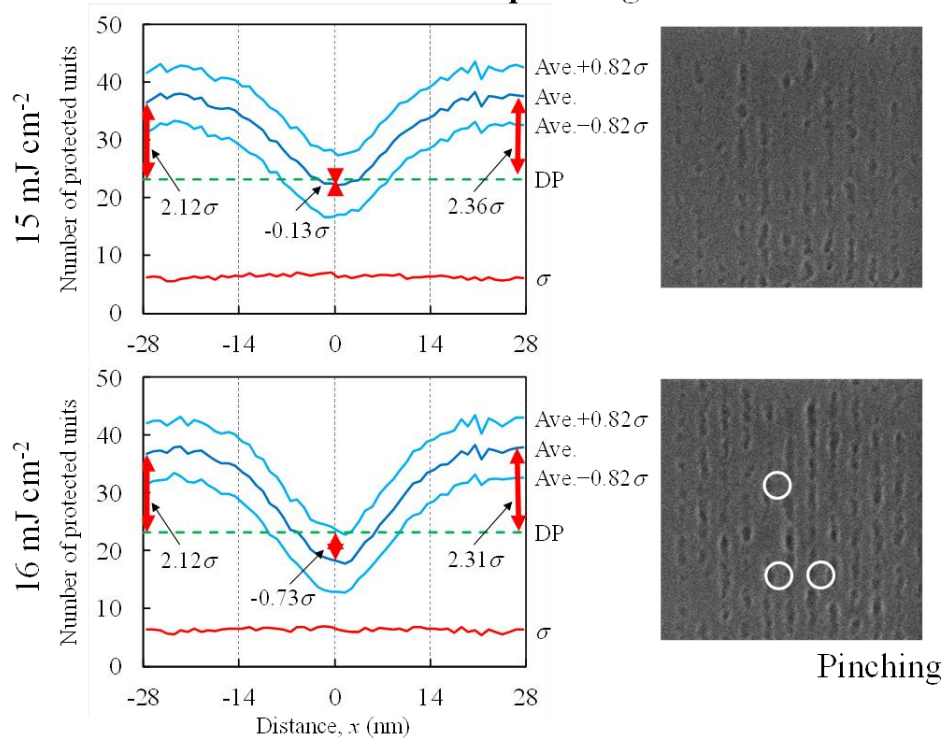 50
40
30
20
10
0
Number of protected units
15 mJ cm-2
2.12σ
-0.13σ
2.36σ
Ave.+0.82σ
Ave.
Ave.−0.82σ
DP
σ
-28 -14 0 14 28
50
40
30
20
10
0
Number of protected units
16 mJ cm-2
2.12σ
-0.73σ
2.31σ
Ave.+0.82σ
Ave.
Ave.−0.82σ
DP
σ
-28 -14 0 14 28
Distance, x (nm)
Pinching